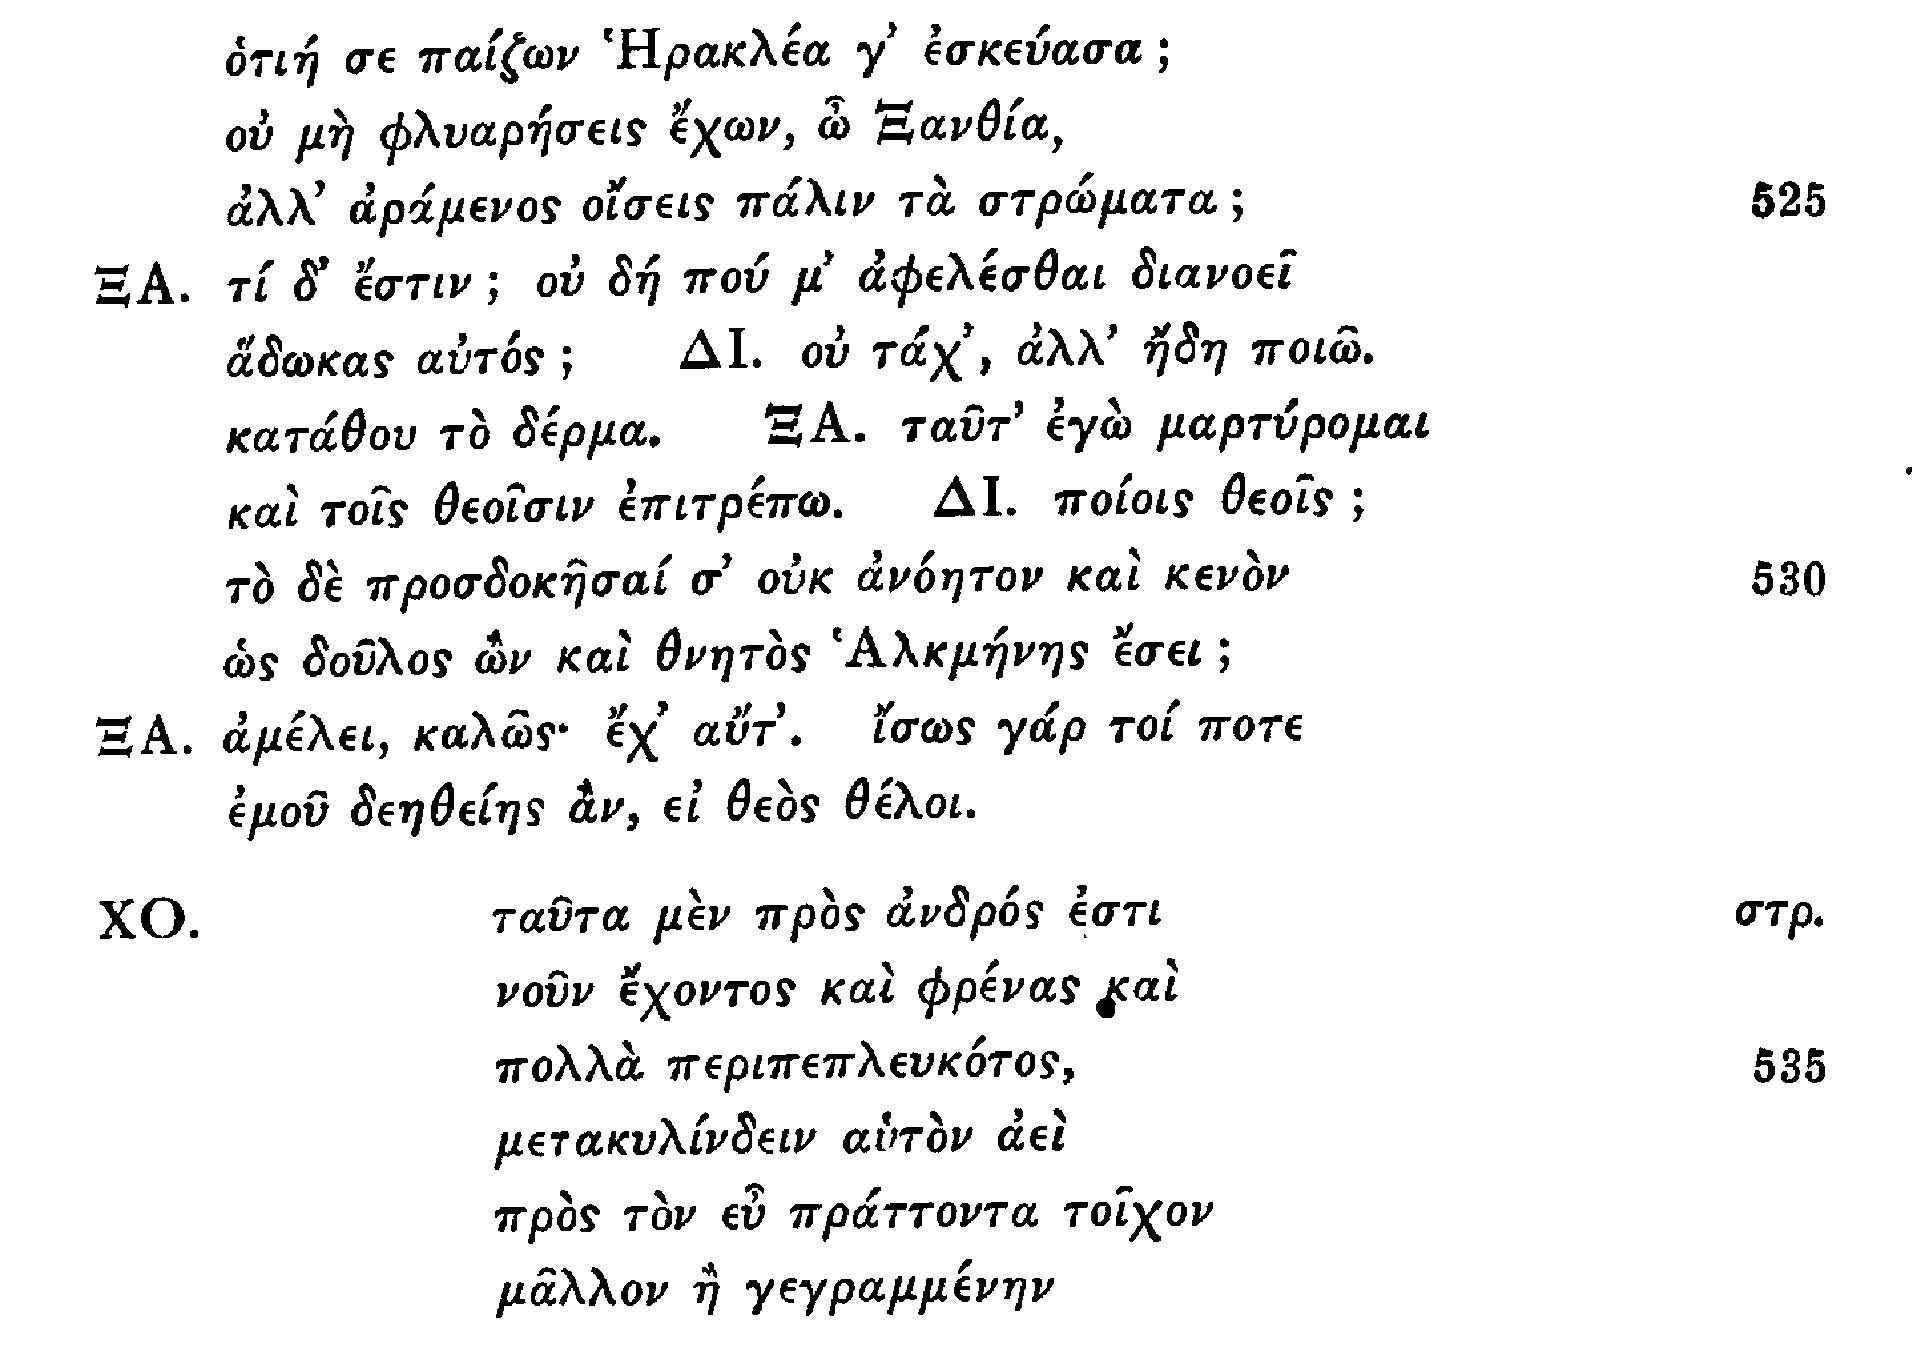 ὁτιή σε παίζων Ἡρακλέα γ’ ἐσκεύασα ;
οὐ μὴ φλυαρήσεις ἔχων, ὦ Ξανθία,
ἀλλ’ ἀράμενος οἴσεις πάλιν τὰ στρώματα ; 525
ΞΑ. τί δ’ ἔστιν ; οὐ δή πού μ’ ἀφελέσθαι διανοεῖ
ἅδωκας αὐτός ; ΔΙ. οὐ τάχ’, ἀλλ’ ἤδη ποιῶ.
κατάθου τὸ δέρμα. ΞΑ. ταῦτ’ ἐγὼ μαρτύρομαι
καὶ τοῖς θεοῖσιν ἐπιτρέπω. ΔΙ. ποίοις θεοῖς ;
τὸ δὲ προσδοκῆσαί σ’ οὐκ ἀνόητον καὶ κενὸν 530
ὡς δοῦλος ὢν καὶ θνητὸς Ἁλκμήνης ἔσει ;
ΞΑ. ἀμέλει, καλῶς· ἔχ’ αὔτ’. ἴσως γάρ τοί ποτε
ἐμοῦ δεηθείης ἂν, εἰ θεὸς θέλοι.
ΧΟ. ταῦτα μὲν πρὸς ἀνδρός ἐστι στρ.
νοῦν ἔχοντος καὶ φρένας καὶ
πολλὰ περιπεπλευκότος, 535
μετακυλίνδειν αὑτὸν ἀεὶ
πρὸς τὸν εὖ πράττοντα τοῖχον
μᾶλλον ἢ γεγραμμένην